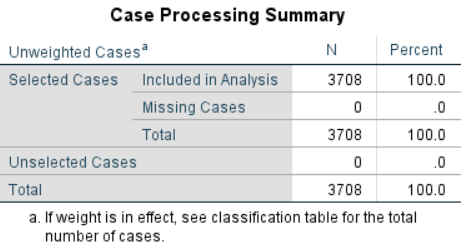 Case Processing Summary
Unweighted Casesa N Percent
Selected Cases Included in Analysis 3708 100.0
Missing Cases 0 .0
Total 3708 100.0
Unselected Cases 0 .0
Total 3708 100.0
a. If weight is in effect, see classification table for the total
number of cases.